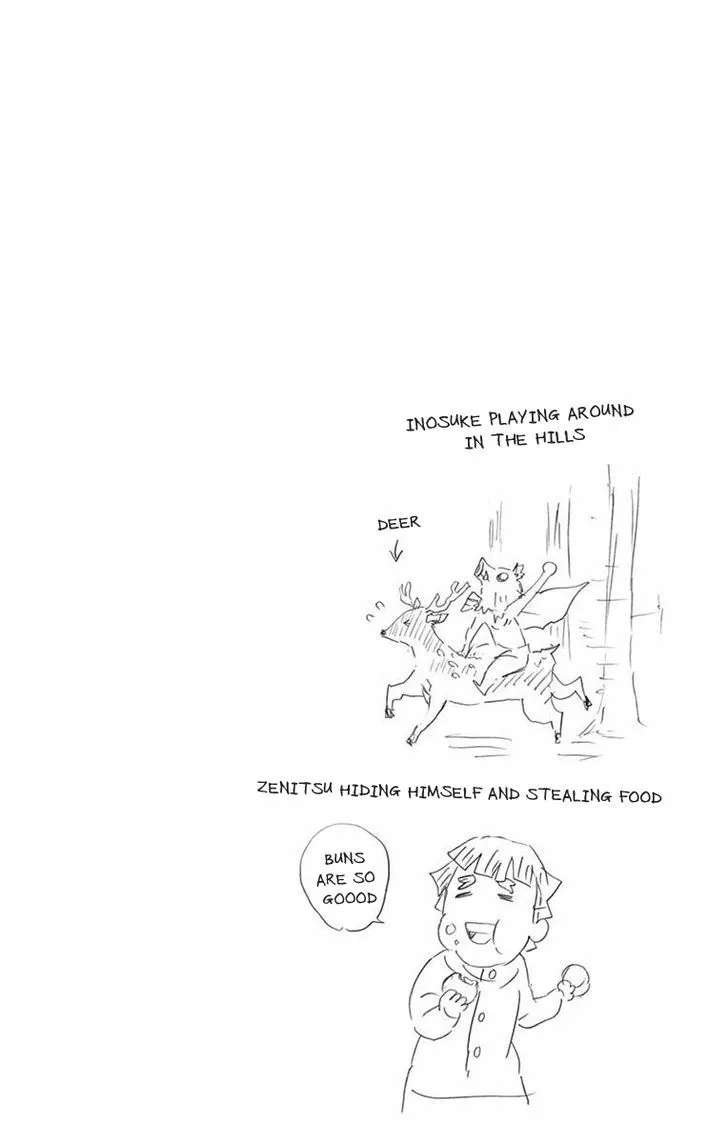 INOSUKE PLAYING AROUND
IN THE HILLS
DEER
ZENITSU HIDING HIMSELF AND STEALING FOOD
BUNS
ARE SO
GOOOD